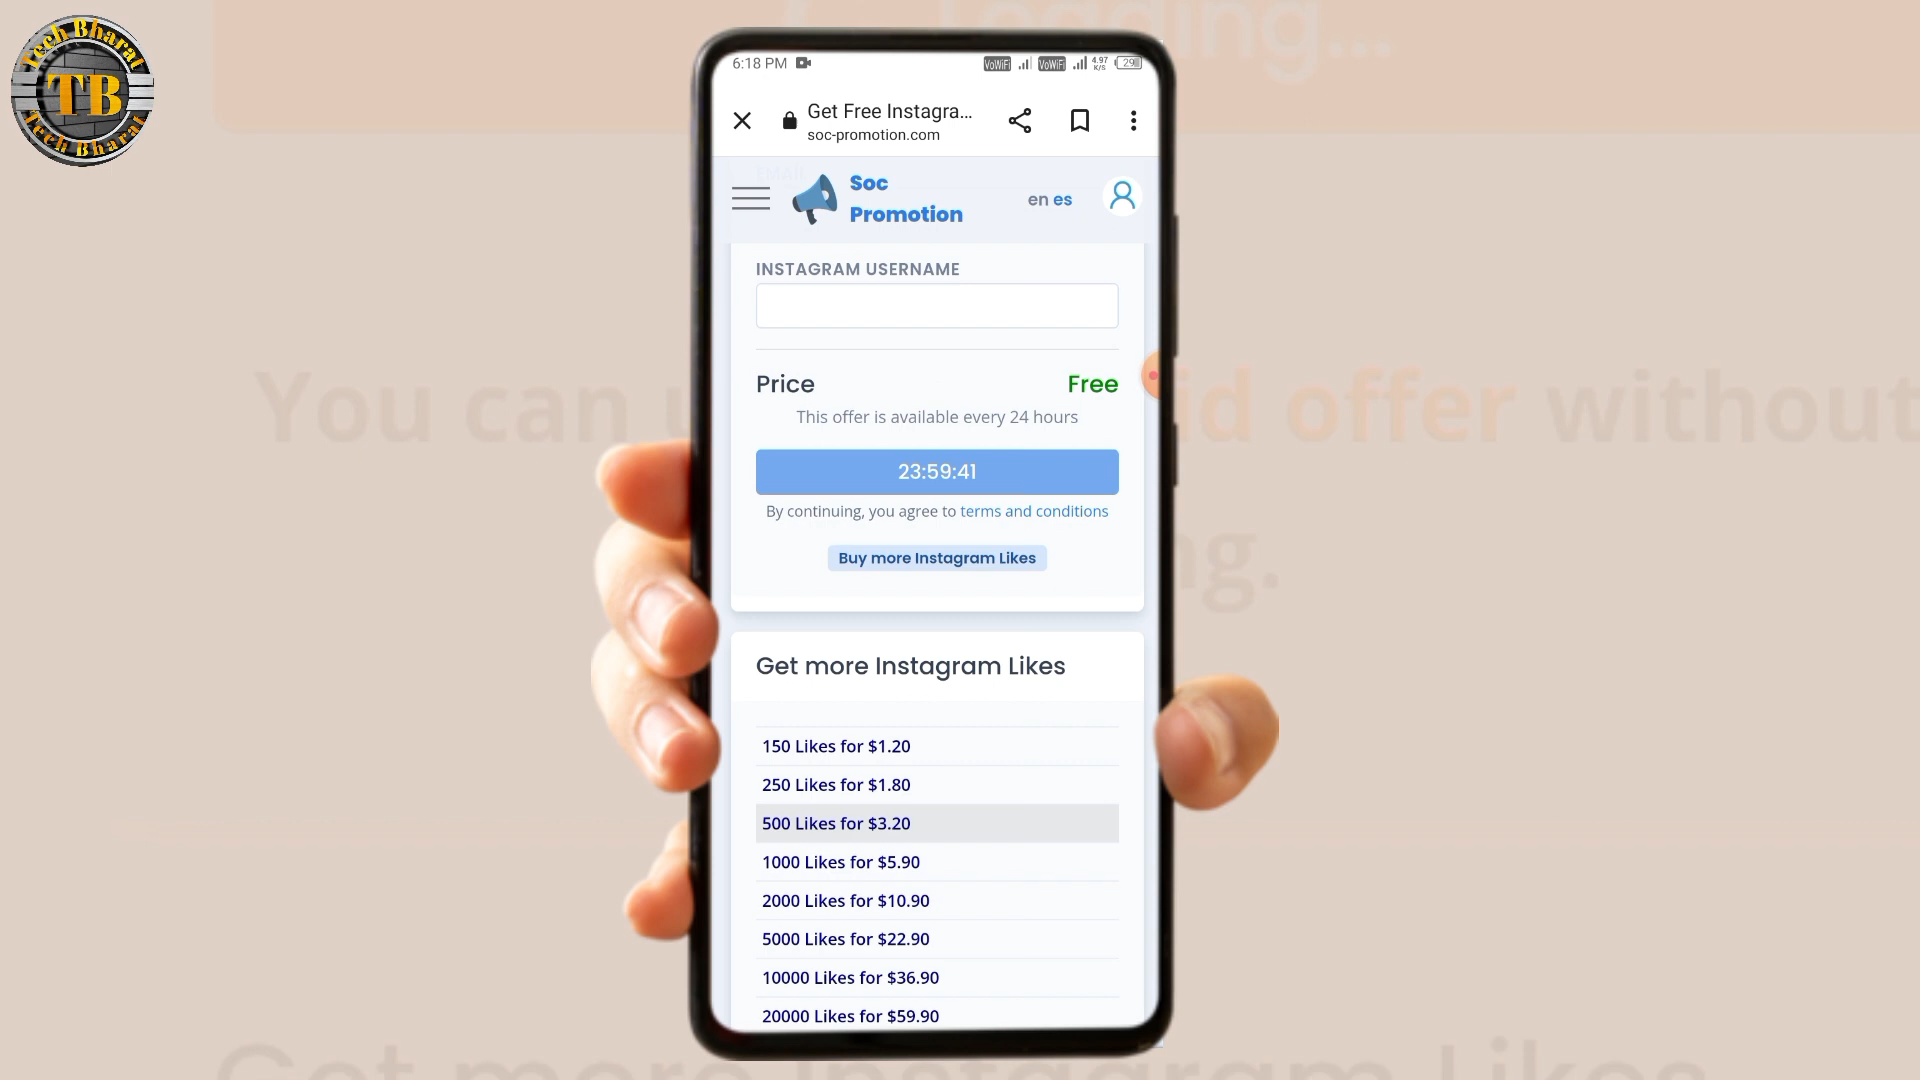 Tech Bharat
TB
Tech Bharat
Loading...
You can u
id offer without
ng.
Get more Instagram Likes
6:18 PM
VoWiFi
VoWiFi
4.97
K/S
29
Get Free Instagra...
soc-promotion.com
EMAIL
Soc
Promotion
en es
INSTAGRAM USERNAME
Price Free
This offer is available every 24 hours
23:59:41
By continuing, you agree to terms and conditions
Buy more Instagram Likes
Get more Instagram Likes
150 Likes for $1.20
250 Likes for $1.80
500 Likes for $3.20
1000 Likes for $5.90
2000 Likes for $10.90
5000 Likes for $22.90
10000 Likes for $36.90
20000 Likes for $59.90